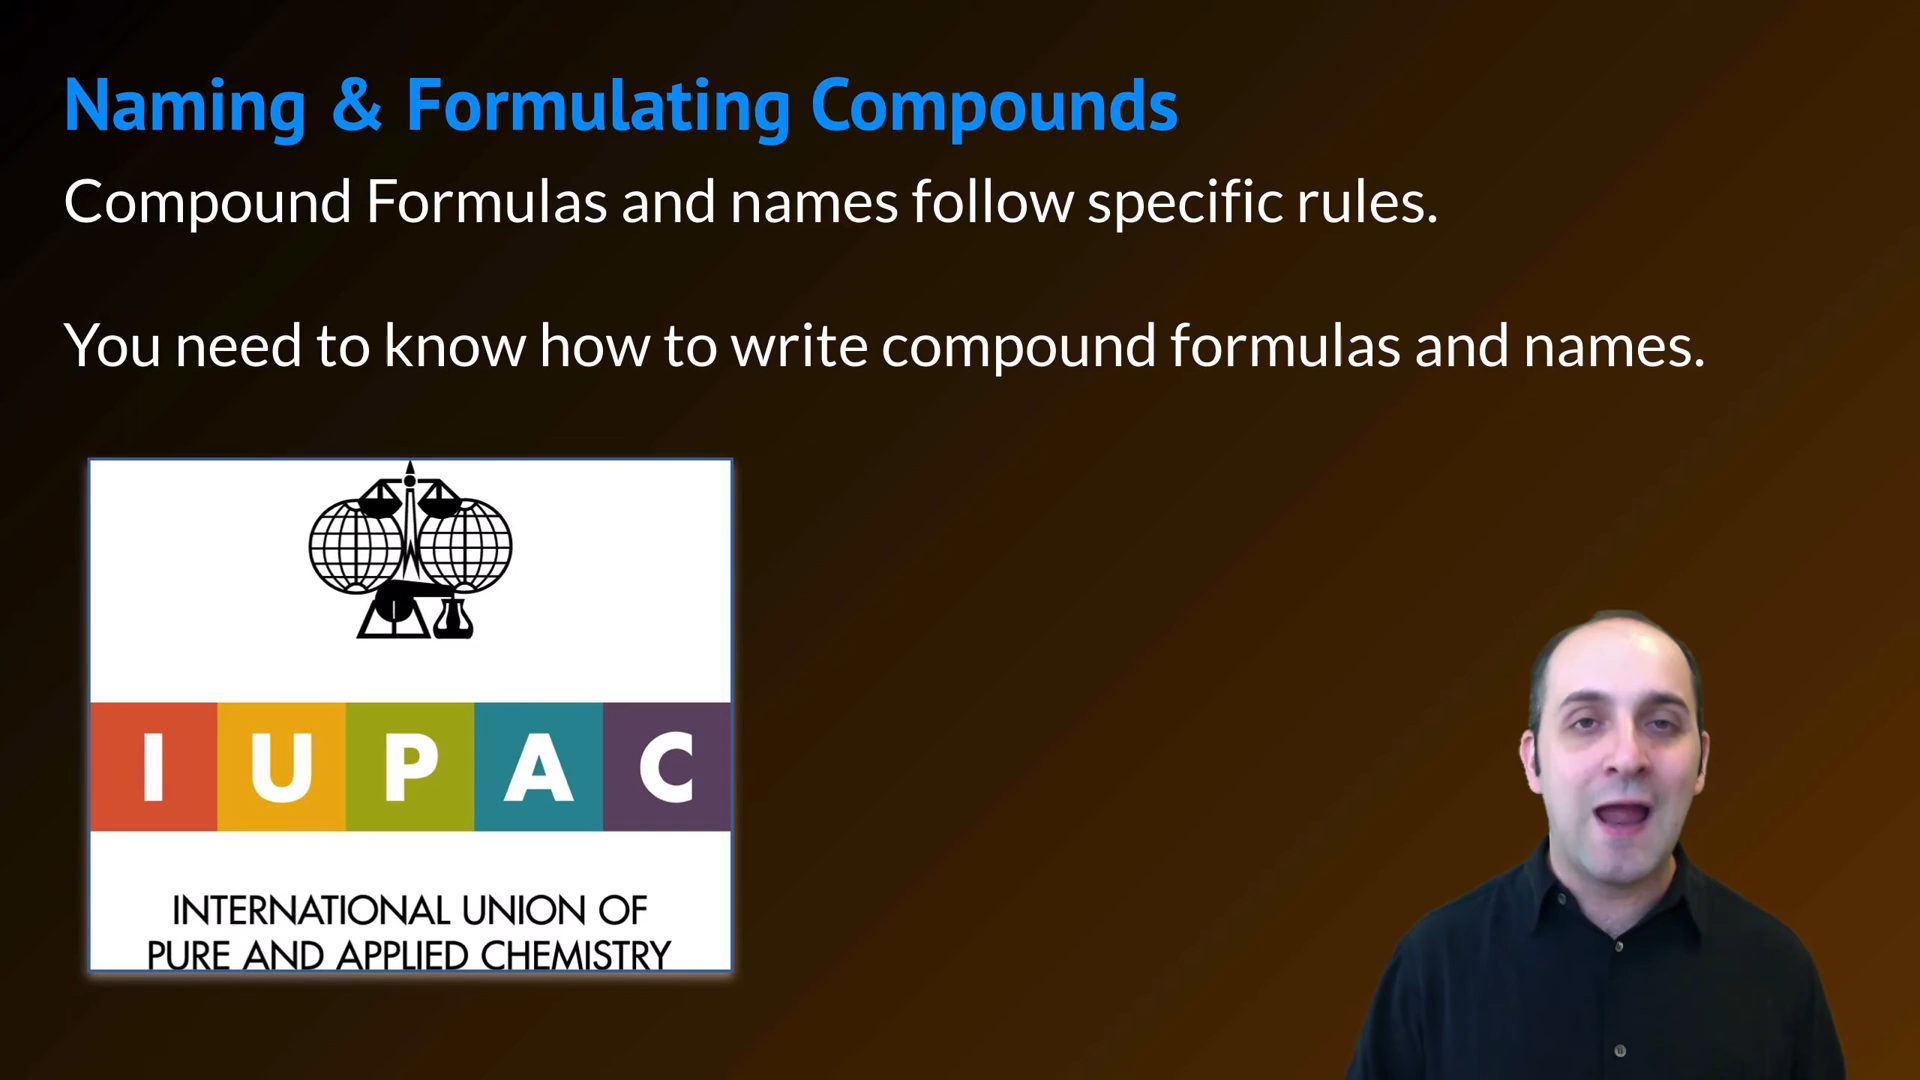 Naming & Formulating Compounds
Compound Formulas and names follow specific rules.
You need to know how to write compound formulas and names.
I U P A C
INTERNATIONAL UNION OF
PURE AND APPLIED CHEMISTRY